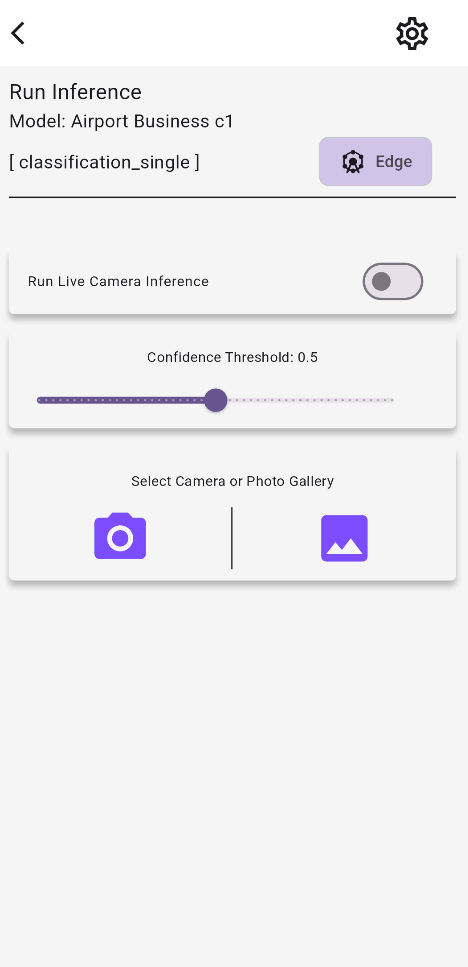 Run Inference
Model: Airport Business c1
[ classification_single ]
Edge
Run Live Camera Inference
Confidence Threshold: 0.5
Select Camera or Photo Gallery